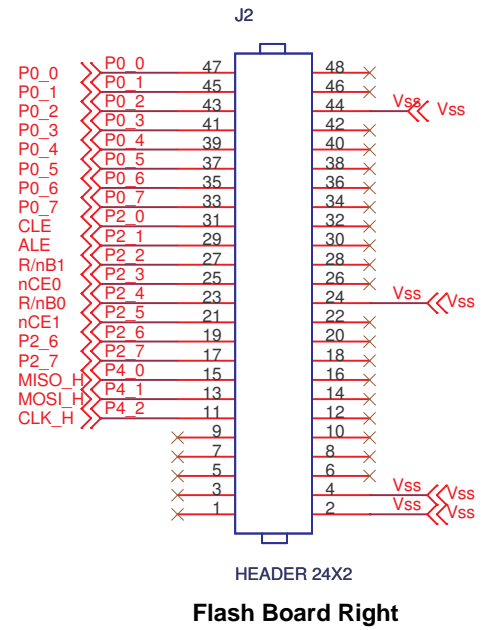 J2
P0_0 P0_0 47 48
P0_1 P0_1 45 46
P0_2 P0_2 43 44 Vss Vss
P0_3 P0_3 41 42
P0_4 P0_4 39 40
P0_5 P0_5 37 38
P0_6 P0_6 35 36
P0_7 P0_7 33 34
CLE P2_0 31 32
ALE P2_1 29 30
R/nB1 P2_2 27 28
nCE0 P2_3 25 26
R/nB0 P2_4 23 24 Vss Vss
nCE1 P2_5 21 22
P2_6 P2_6 19 20
P2_7 P2_7 17 18
MISO_H P4_0 15 16
MOSI_H P4_1 13 14
CLK_H P4_2 11 12
9 10
7 8
5 6
3 4 Vss Vss
1 2 Vss Vss
HEADER 24X2
Flash Board Right